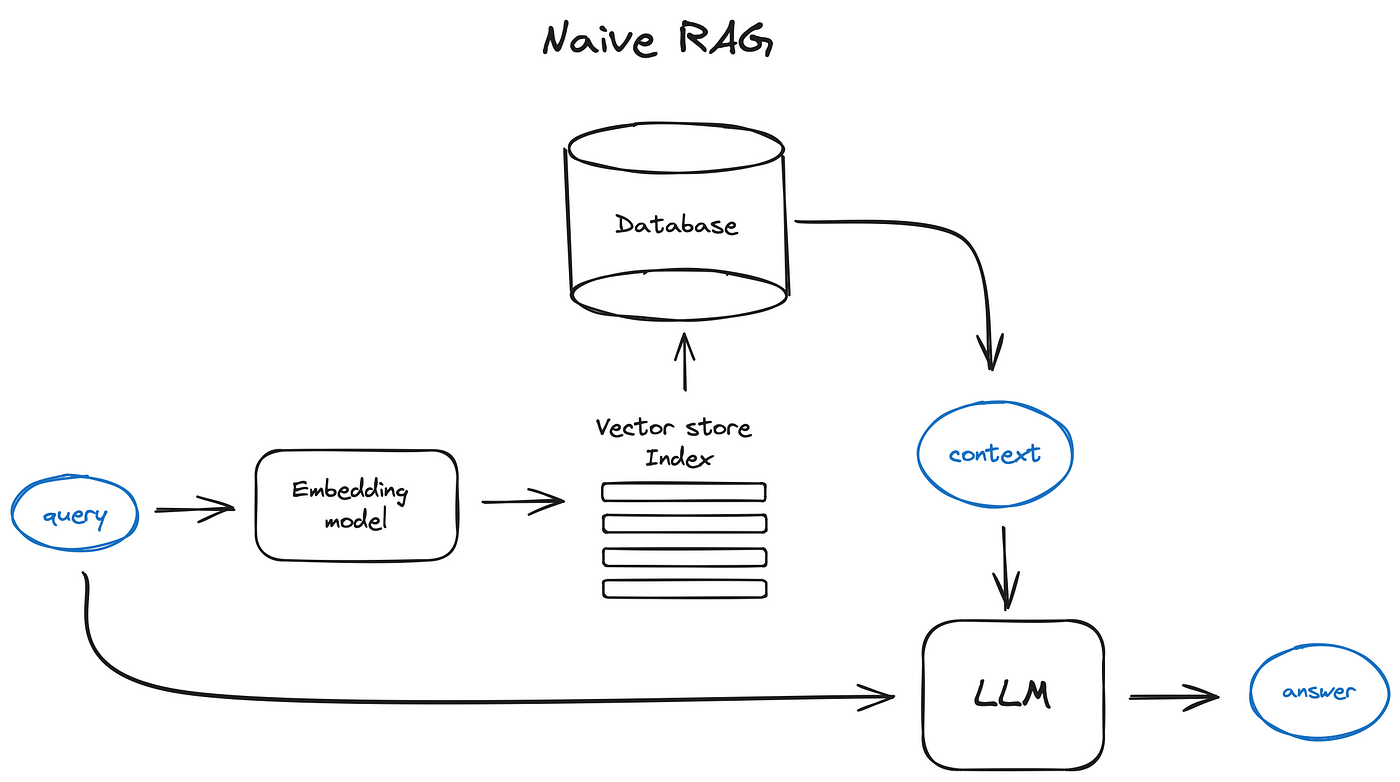 Naive RAG
Database
Vector store
Index
context
query
Embedding
model
LLM
answer